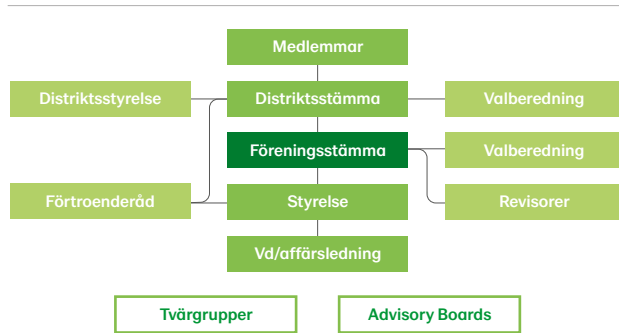 Medlemmar
Distriktsstyrelse
Distriktsstämma
Valberedning
Föreningsstämma
Valberedning
Förtroenderåd
Styrelse
Revisorer
Vd/affärsledning
Tvärgrupper
Advisory Boards